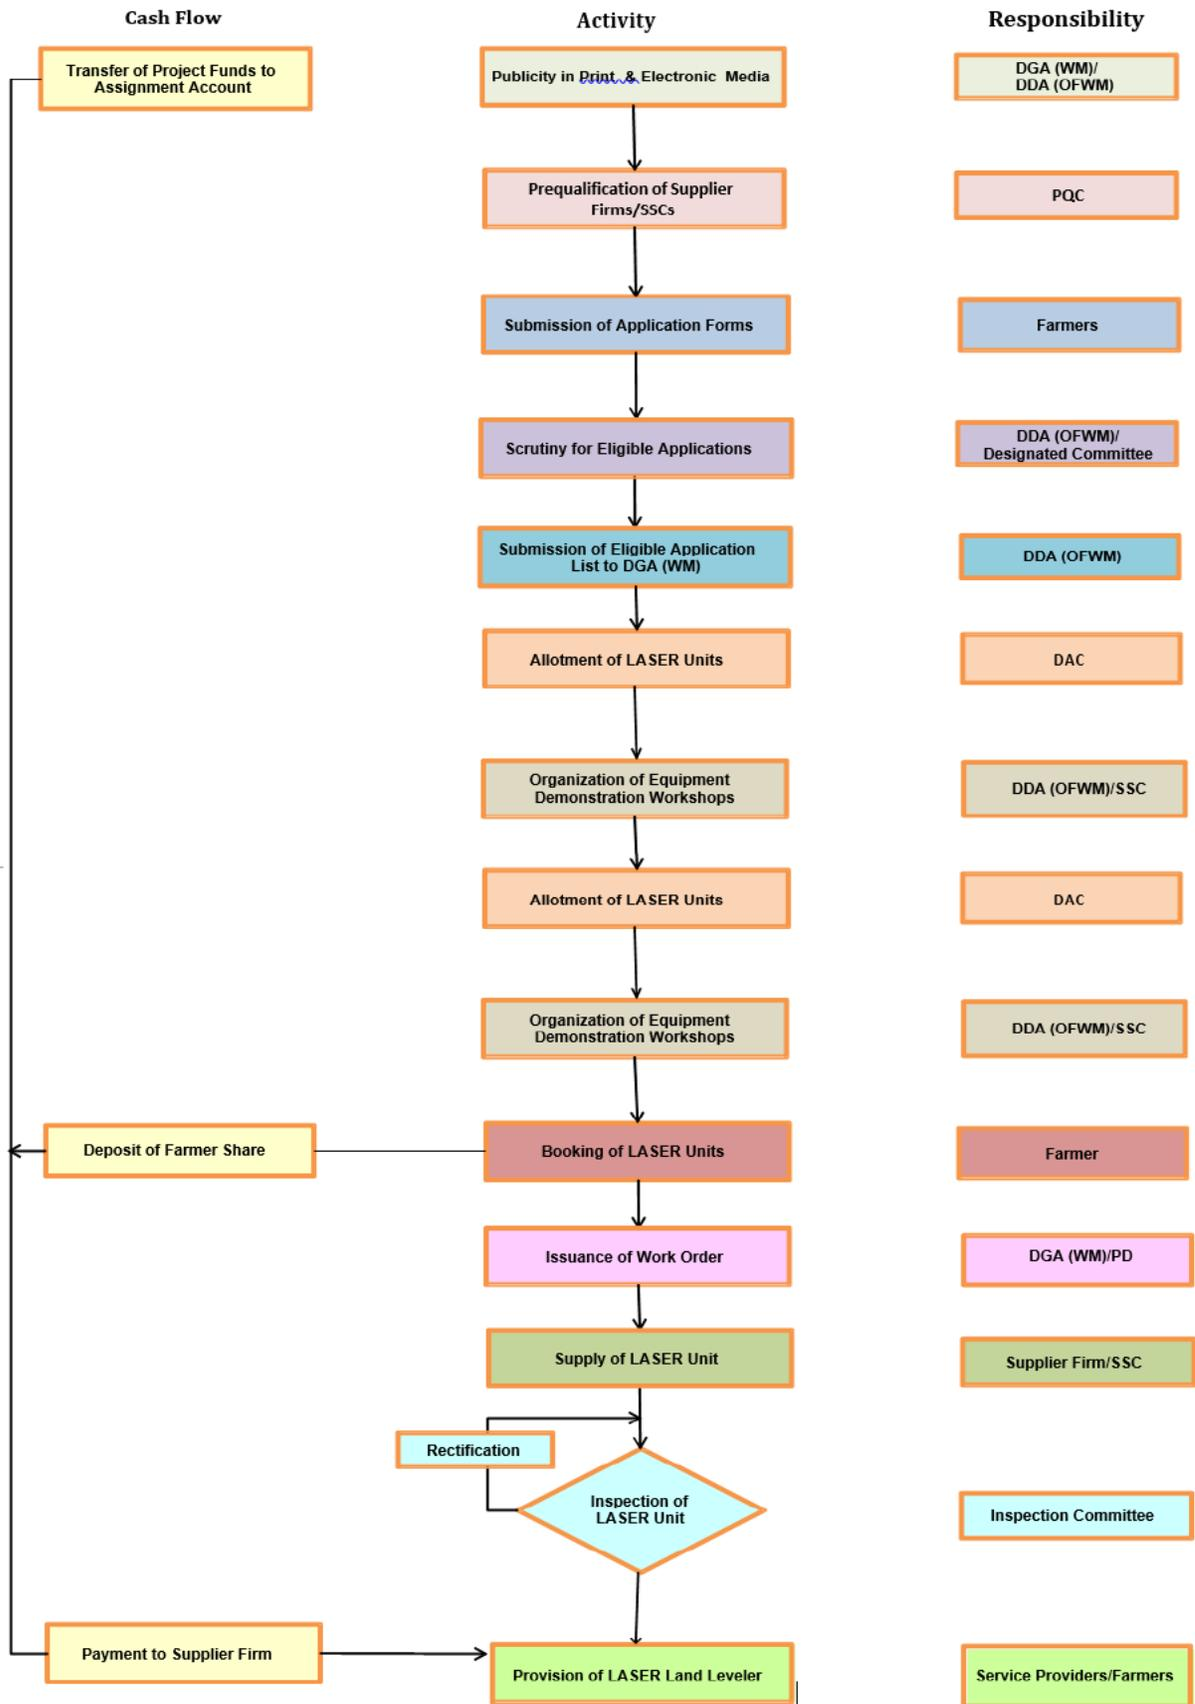 Cash Flow
Activity
Responsibility
Transfer of Project Funds to
Assignment Account
Publicity in Print & Electronic Media
DGA (WM)/
DDA (OFWM)
Prequalification of Supplier
Firms/SSCs
PQC
Submission of Application Forms
Farmers
Scrutiny for Eligible Applications
DDA (OFWM)/
Designated Committee
Submission of Eligible Application
List to DGA (WM)
DDA (OFWM)
Allotment of LASER Units
DAC
Organization of Equipment
Demonstration Workshops
DDA (OFWM)/SSC
Allotment of LASER Units
DAC
Organization of Equipment
Demonstration Workshops
DDA (OFWM)/SSC
Deposit of Farmer Share
Booking of LASER Units
Farmer
Issuance of Work Order
DGA (WM)/PD
Supply of LASER Unit
Supplier Firm/SSC
Rectification
Inspection of
LASER Unit
Inspection Committee
Payment to Supplier Firm
Provision of LASER Land Leveler
Service Providers/Farmers